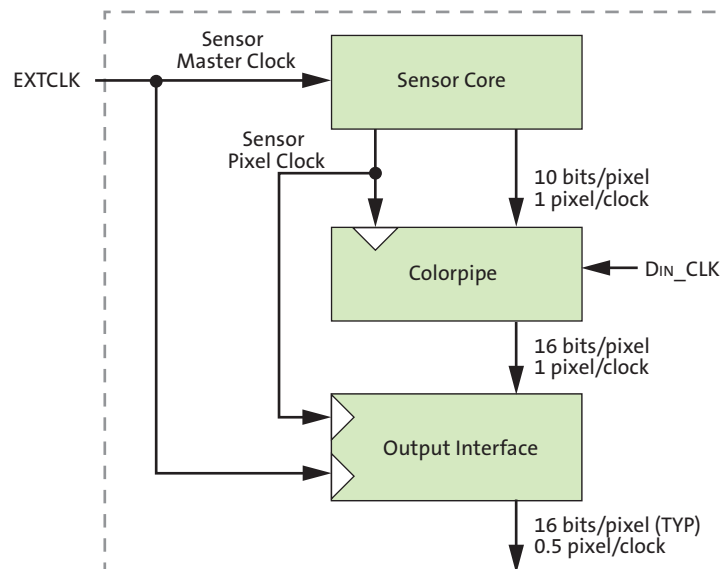 Sensor
Master Clock
EXTCLK
Sensor Core
Sensor
Pixel Clock
10 bits/pixel
1 pixel/clock
Colorpipe
DIN_CLK
16 bits/pixel
1 pixel/clock
Output Interface
16 bits/pixel (TYP)
0.5 pixel/clock